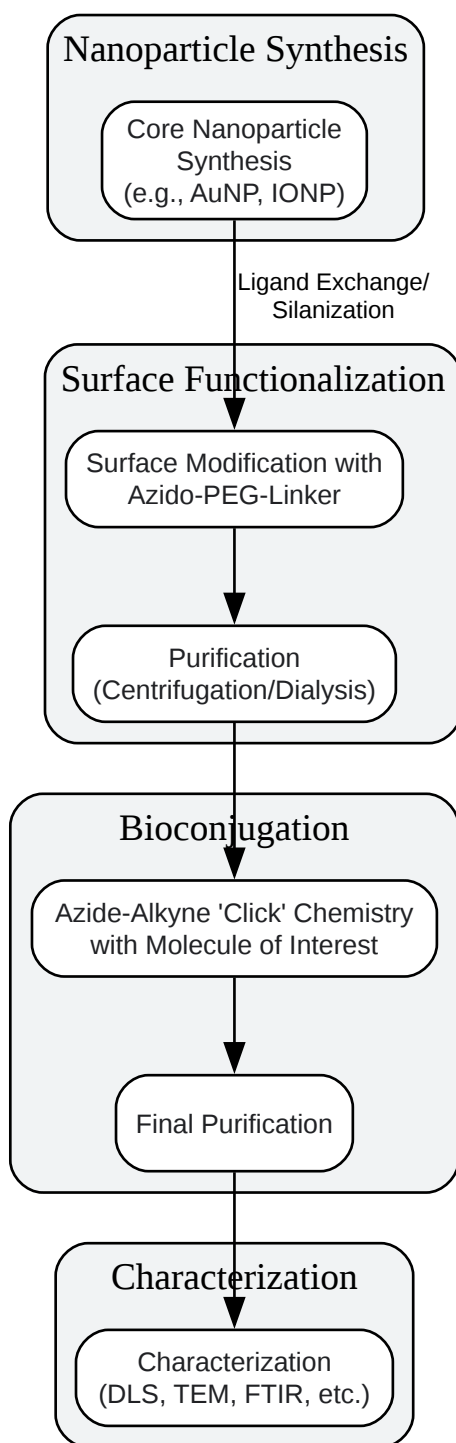 Nanoparticle Synthesis
Core Nanoparticle
Synthesis
(e.g., AuNP, IONP)
Ligand Exchange/
Silanization
Surface Functionalization
Surface Modification with
Azido-PEG-Linker
Purification
(Centrifugation/Dialysis)
Bioconjugation
Azide-Alkyne 'Click' Chemistry
with Molecule of Interest
Final Purification
Characterization
Characterization
(DLS, TEM, FTIR, etc.)